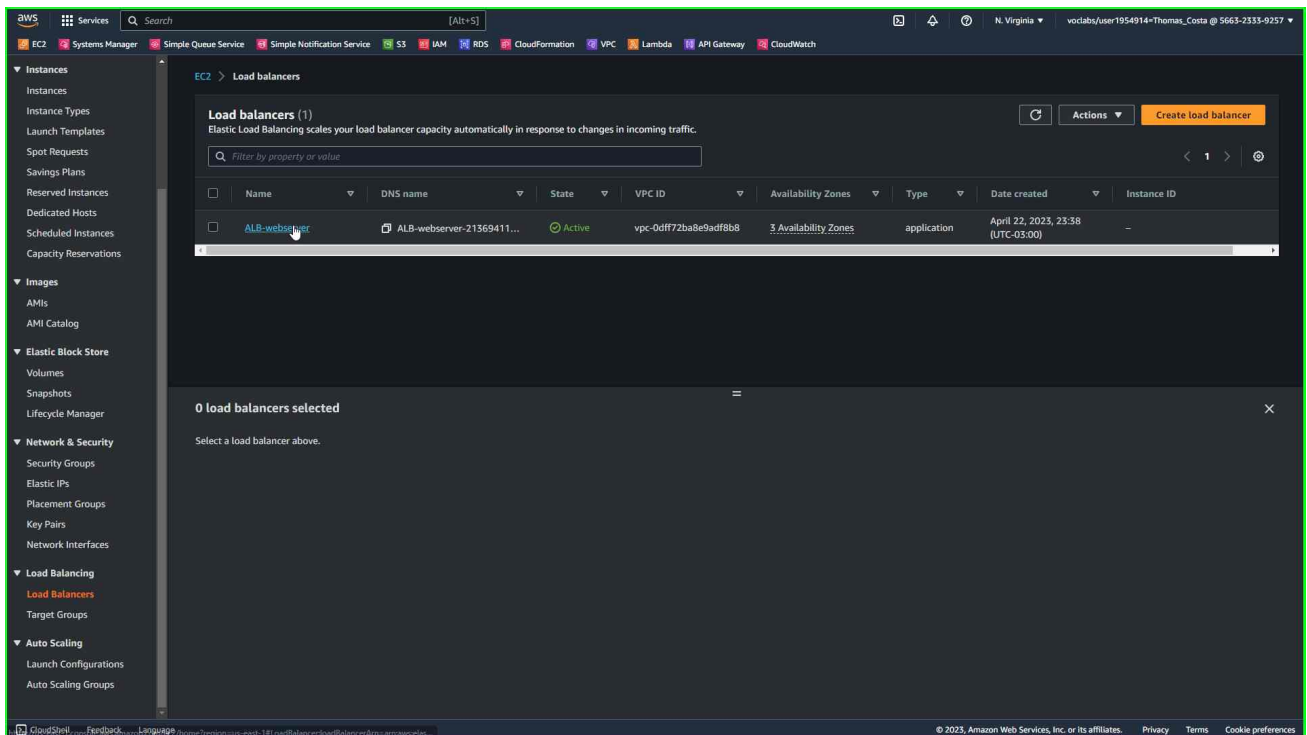 aws Services Search [Alt+S] N. Virginia voclabs/user1954914=Thomas_Costa @ 5663-2333-9257
EC2 Systems Manager Simple Queue Service Simple Notification Service S3 IAM RDS CloudFormation VPC Lambda API Gateway CloudWatch
Instances
Instances
Instance Types
Launch Templates
Spot Requests
Savings Plans
Reserved Instances
Dedicated Hosts
Scheduled Instances
Capacity Reservations
Images
AMIs
AMI Catalog
Elastic Block Store
Volumes
Snapshots
Lifecycle Manager
Network & Security
Security Groups
Elastic IPs
Placement Groups
Key Pairs
Network Interfaces
Load Balancing
Load Balancers
Target Groups
Auto Scaling
Launch Configurations
Auto Scaling Groups
EC2 > Load balancers
Load balancers (1)
Elastic Load Balancing scales your load balancer capacity automatically in response to changes in incoming traffic.
Actions Create load balancer
Filter by property or value
1
Name DNS name State VPC ID Availability Zones Type Date created Instance ID
ALB-webserver ALB-webserver-21369411... Active vpc-0dff72ba8e9adf8b8 3 Availability Zones application April 22, 2023, 23:38 –
(UTC-03:00)
0 load balancers selected
Select a load balancer above.
CloudShell Feedback Language © 2023, Amazon Web Services, Inc. or its affiliates. Privacy Terms Cookie preferences